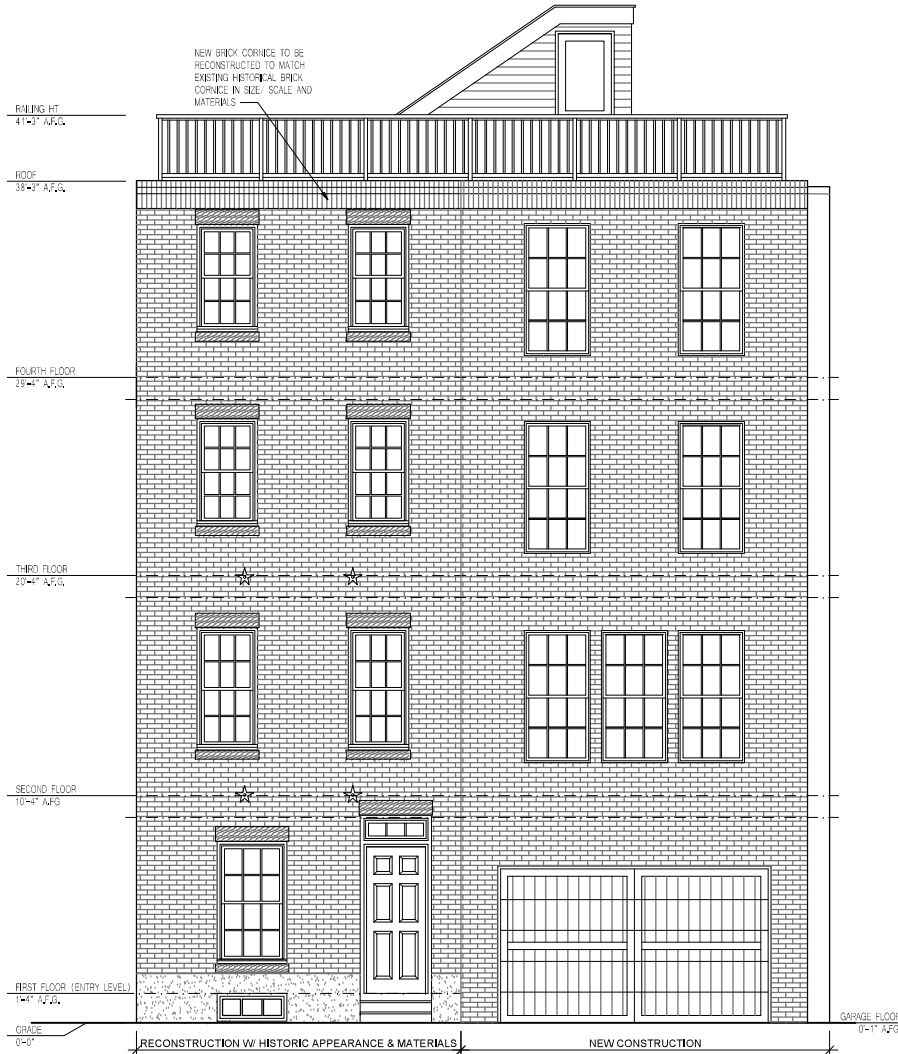 NEW BRICK CORNICE TO BE
RECONSTRUCTED TO MATCH
EXISTING HISTORICAL BRICK
CORNICE IN SIZE/ SCALE AND
MATERIALS
RAILING HT
41'-3" A.F.G.
ROOF
38'-3" A.F.G.
FOURTH FLOOR
29'-4" A.F.G.
THIRD FLOOR
20'-4" A.F.G.
SECOND FLOOR
10'-4" A.FG
FIRST FLOOR (ENTRY LEVEL)
1'-4" A.F.G.
GRADE
0'-0"
GARAGE FLOOR
0'-1" A.FG
RECONSTRUCTION W/ HISTORIC APPEARANCE & MATERIALS
NEW CONSTRUCTION